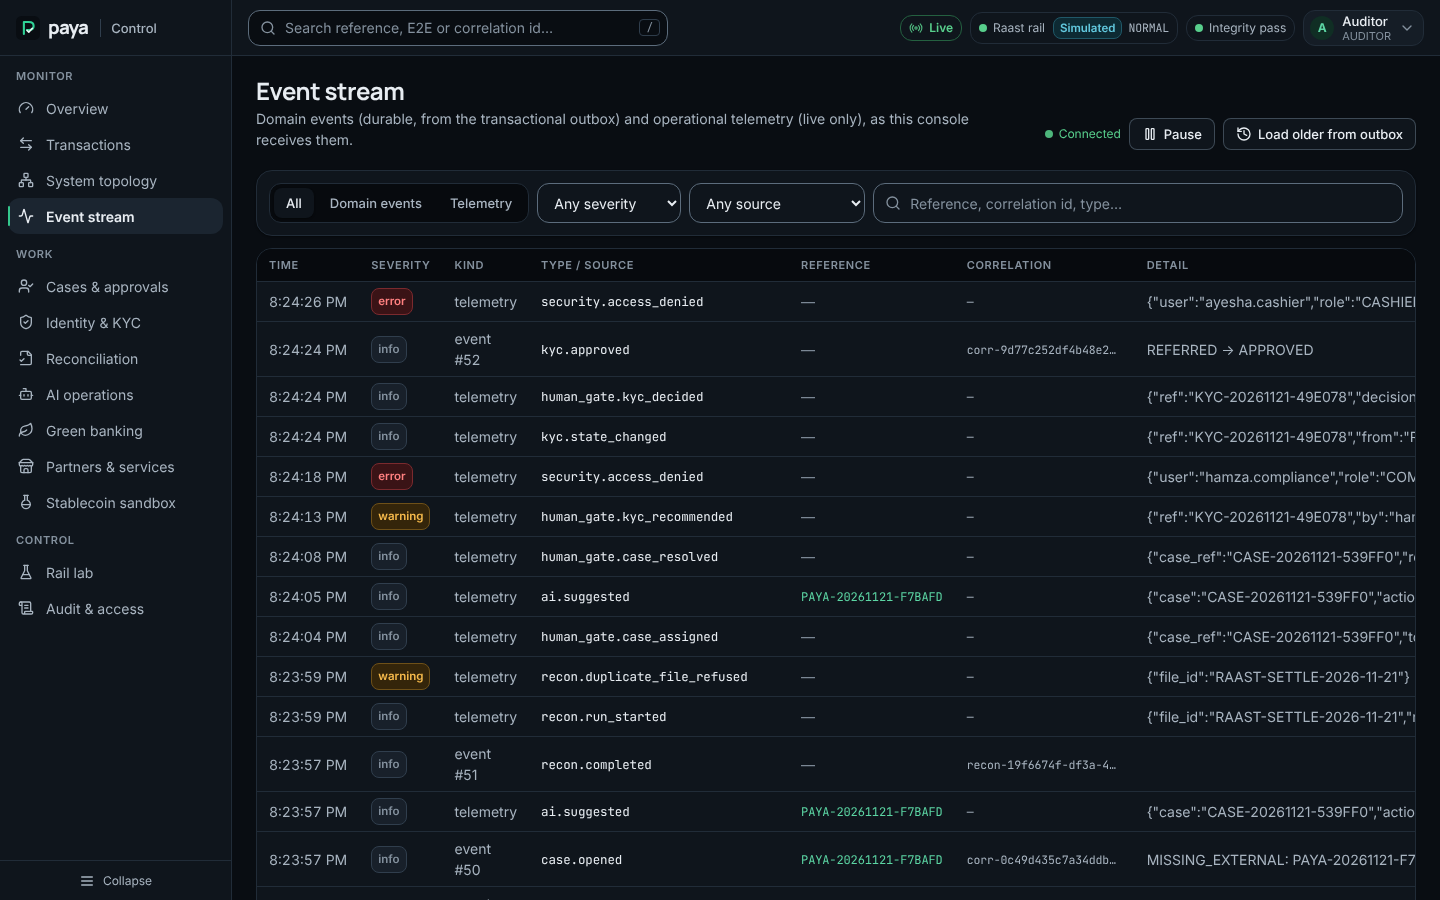 paya Control
Search reference, E2E or correlation id... /
Live
Raast rail Simulated NORMAL
Integrity pass
A Auditor
AUDITOR
MONITOR
Overview
Transactions
System topology
Event stream
WORK
Cases & approvals
Identity & KYC
Reconciliation
AI operations
Green banking
Partners & services
Stablecoin sandbox
CONTROL
Rail lab
Audit & access
Collapse
Event stream
Domain events (durable, from the transactional outbox) and operational telemetry (live only), as this console
receives them.
Connected
Pause
Load older from outbox
All Domain events Telemetry Any severity Any source Reference, correlation id, type...
TIME SEVERITY KIND TYPE / SOURCE REFERENCE CORRELATION DETAIL
8:24:26 PM error telemetry security.access_denied — – {"user":"ayesha.cashier","role":"CASHIE
8:24:24 PM info event #52 kyc.approved — corr-9d77c252df4b48e2… REFERRED → APPROVED
8:24:24 PM info telemetry human_gate.kyc_decided — – {"ref":"KYC-20261121-49E078","decision
8:24:24 PM info telemetry kyc.state_changed — – {"ref":"KYC-20261121-49E078","from":"
8:24:18 PM error telemetry security.access_denied — – {"user":"hamza.compliance","role":"COM
8:24:13 PM warning telemetry human_gate.kyc_recommended — – {"ref":"KYC-20261121-49E078","by":"ha
8:24:08 PM info telemetry human_gate.case_resolved — – {"case_ref":"CASE-20261121-539FF0","r
8:24:05 PM info telemetry ai.suggested PAYA-20261121-F7BAFD – {"case":"CASE-20261121-539FF0","actio
8:24:04 PM info telemetry human_gate.case_assigned — – {"case_ref":"CASE-20261121-539FF0","t
8:23:59 PM warning telemetry recon.duplicate_file_refused — – {"file_id":"RAAST-SETTLE-2026-11-21"}
8:23:59 PM info telemetry recon.run_started — – {"file_id":"RAAST-SETTLE-2026-11-21","
8:23:57 PM info event #51 recon.completed — recon-19f6674f-df3a-4…
8:23:57 PM info telemetry ai.suggested PAYA-20261121-F7BAFD – {"case":"CASE-20261121-539FF0","actio
8:23:57 PM info event #50 case.opened PAYA-20261121-F7BAFD corr-0c49d435c7a34ddb… MISSING_EXTERNAL: PAYA-20261121-F7